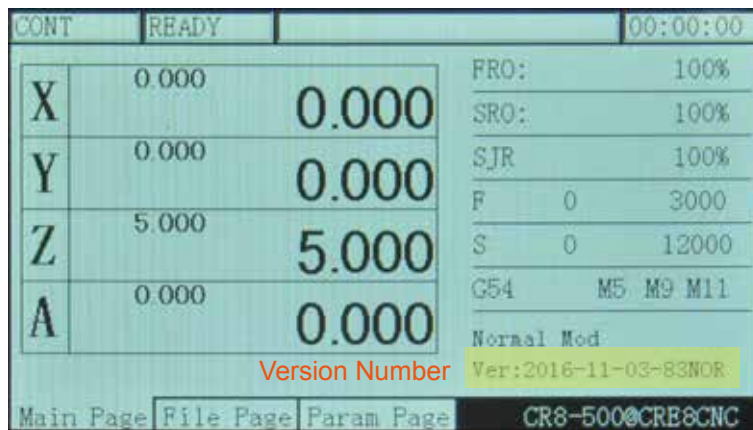 CONT READY 00:00:00
X 0.000 0.000
Y 0.000 0.000
Z 5.000 5.000
A 0.000 0.000
FRO: 100%
SRO: 100%
SJR 100%
F 0 3000
S 0 12000
G54 M5 M9 M11
Normal Mod
Version Number Ver:2016-11-03-83NOR
Main Page File Page Param Page CR8-500@CRE8CNC